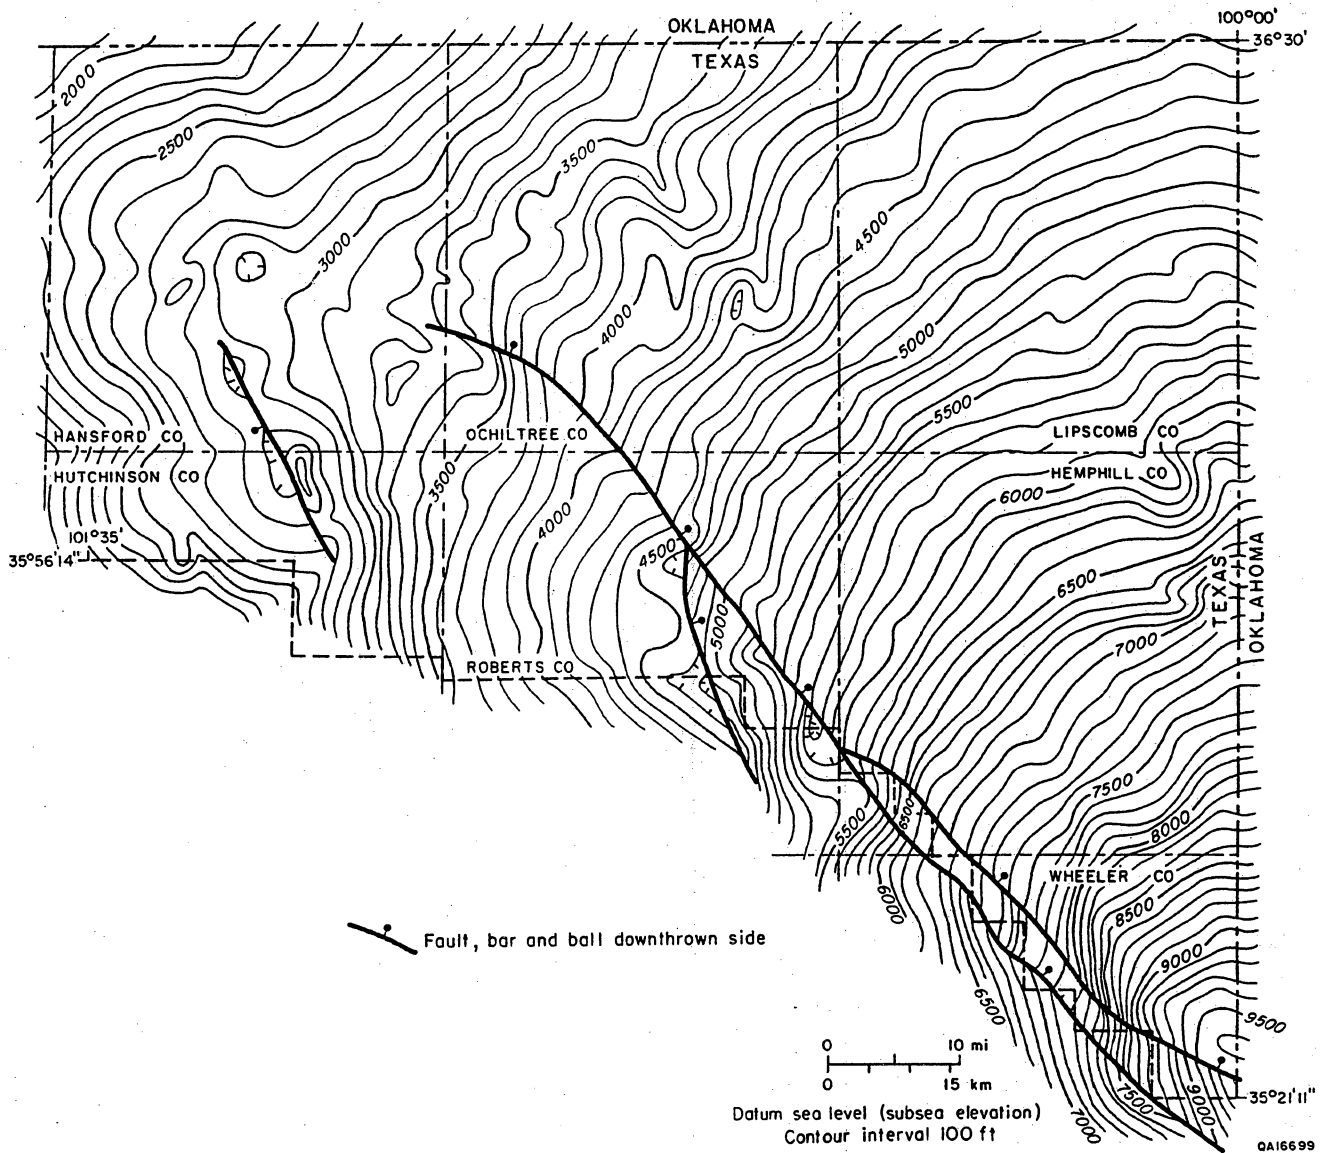 OKLAHOMA
TEXAS
100°00'
36°30'
2000
2500
3000
3500
4000
4500
5000
5500
HANSFORD CO
HUTCHINSON CO
OCHILTREE CO
LIPSCOMB CO
HEMPHILL CO
3500
4000
4500
5000
6000
6500
7000
TEXAS
OKLAHOMA
101°35'
35°56'14"
ROBERTS CO
5500
6500
7500
8000
WHEELER CO
6000
8500
9000
6500
9500
Fault, bar and ball downthrown side
0 10 mi
0 15 km
7000
7500
9000
35°21'11"
Datum sea level (subsea elevation)
Contour interval 100 ft
QA16699